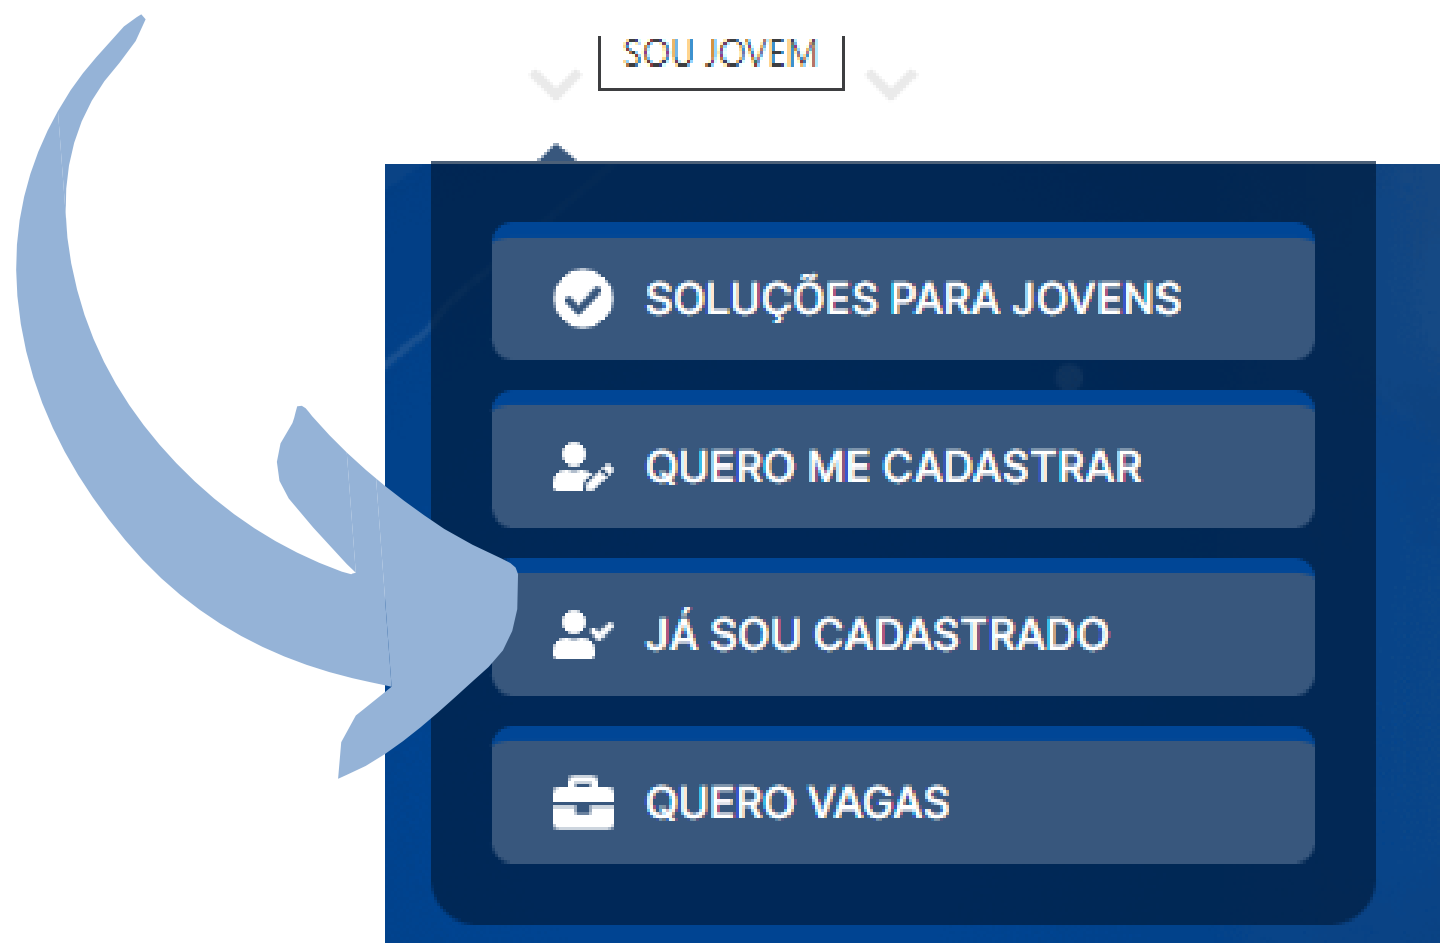 SOU JOVEM
SOLUÇÕES PARA JOVENS
QUERO ME CADASTRAR
JÁ SOU CADASTRADO
QUERO VAGAS